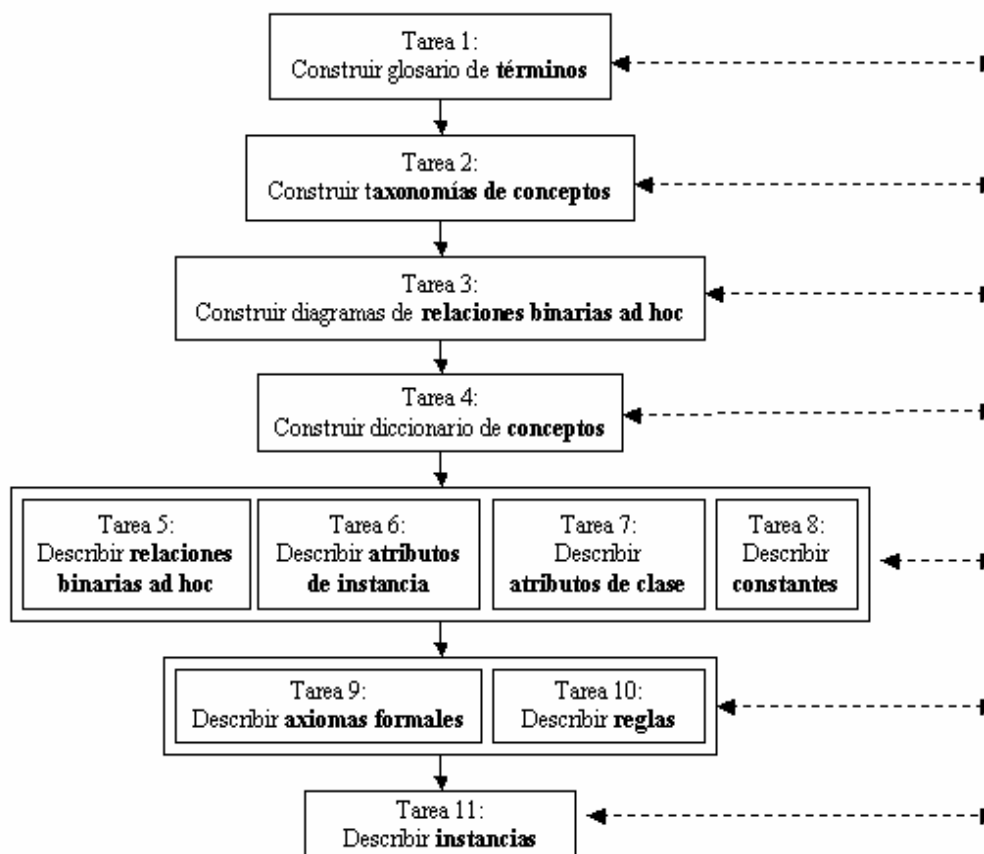 Tarea 1:
Construir glosario de términos
Tarea 2:
Construir taxonomías de conceptos
Tarea 3:
Construir diagramas de relaciones binarias ad hoc
Tarea 4:
Construir diccionario de conceptos
Tarea 5:
Describir relaciones
binarias ad hoc
Tarea 6:
Describir atributos
de instancia
Tarea 7:
Describir
atributos de clase
Tarea 8:
Describir
constantes
Tarea 9:
Describir axiomas formales
Tarea 10:
Describir reglas
Tarea 11:
Describir instancias